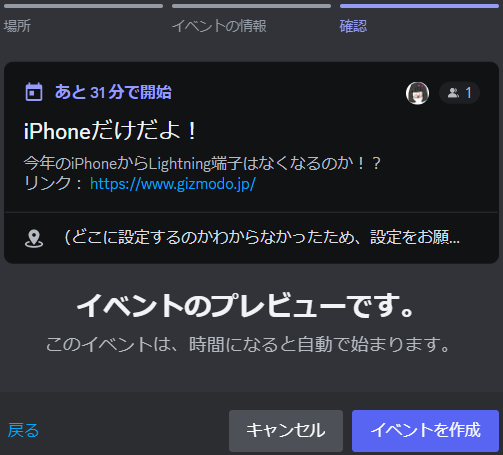 場所 イベントの情報 確認
あと 31 分で開始 1
iPhoneだけだよ！
今年のiPhoneからLightning端子はなくなるのか！？
リンク： https://www.gizmodo.jp/
（どこに設定するのかわからなかったため、設定をお願...
イベントのプレビューです。
このイベントは、時間になると自動で始まります。
戻る キャンセル イベントを作成